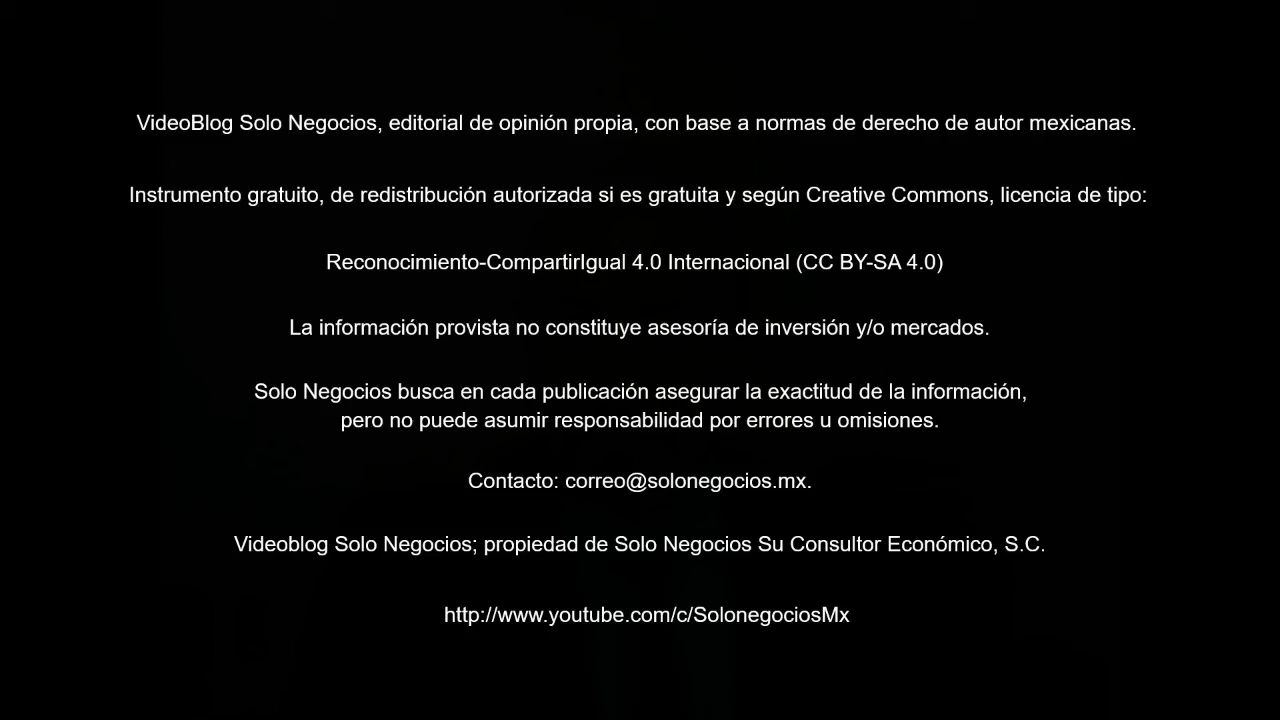 VideoBlog Solo Negocios, editorial de opinión propia, con base a normas de derecho de autor mexicanas.
Instrumento gratuito, de redistribución autorizada si es gratuita y según Creative Commons, licencia de tipo:
Reconocimiento-CompartirIgual 4.0 Internacional (CC BY-SA 4.0)
La información provista no constituye asesoría de inversión y/o mercados.
Solo Negocios busca en cada publicación asegurar la exactitud de la información,
pero no puede asumir responsabilidad por errores u omisiones.
Contacto: correo@solonegocios.mx.
Videoblog Solo Negocios; propiedad de Solo Negocios Su Consultor Económico, S.C.
http://www.youtube.com/c/SolonegociosMx